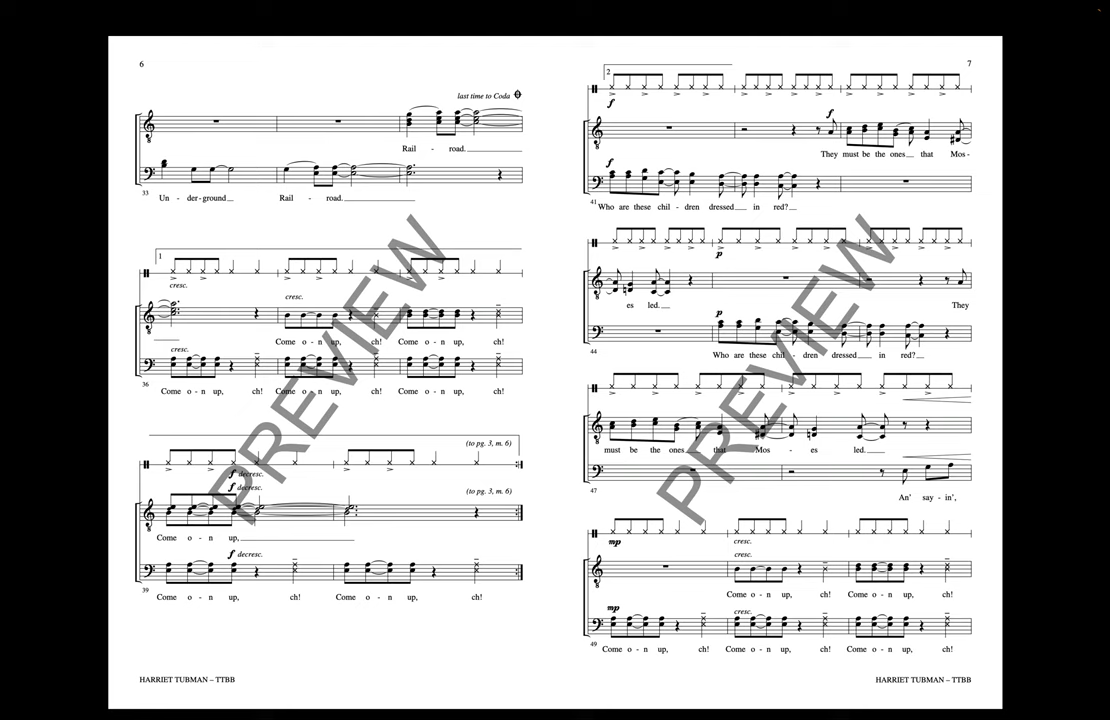 6
last time to Coda
Rail - road.
33
Un - der - ground Rail - road.
1
cresc.
cresc.
Come o - n up, ch! Come o - n up, ch!
cresc.
36
Come o - n up, ch! Come o - n up, ch! Come o - n up, ch!
(to pg. 3, m. 6)
f decresc.
f decresc.
(to pg. 3, m. 6)
Come o - n up,
f decresc.
39
Come o - n up, ch! Come o - n up, ch!
HARRIET TUBMAN – TTBB
PREVIEW
7
2
f
f
They must be the ones that Mos -
f
41
Who are these chil - dren dressed in red?
p
es led. They
p
44
Who are these chil - dren dressed in red?
must be the ones that Mos - es led.
47
An' say - in',
mp
cresc.
cresc.
Come o - n up, ch! Come o - n up, ch!
mp
cresc.
49
Come o - n up, ch! Come o - n up, ch! Come o - n up, ch!
HARRIET TUBMAN – TTBB
PREVIEW